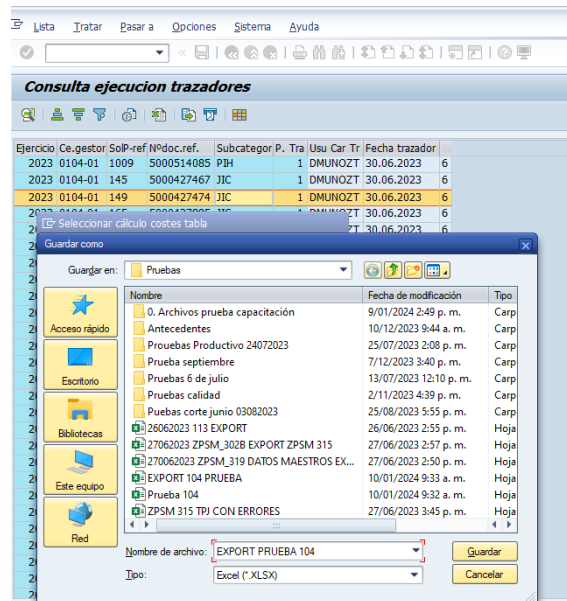 Lista Tratar Pasar a Opciones Sistema Ayuda
Consulta ejecucion trazadores
Ejercicio Ce.gestor SolP-ref Nºdoc.ref. Subcategor P. Tra Usu Car Tr Fecha trazador
2023 0104-01 1009 5000514085 PIH 1 DMUNOZT 30.06.2023 6
2023 0104-01 145 5000427467 JIC 1 DMUNOZT 30.06.2023 6
2023 0104-01 149 5000427474 JIC 1 DMUNOZT 30.06.2023 6
Seleccionar cálculo costes tabla
30.06.2023 6
Guardar como
Guardar en: Pruebas
Nombre Fecha de modificación Tipo
0. Archivos prueba capacitación 9/01/2024 2:49 p. m. Carp
Antecedentes 10/12/2023 9:44 a. m. Carp
Prouebas Productivo 24072023 25/07/2023 2:08 p. m. Carp
Prueba septiembre 7/12/2023 3:40 p. m. Carp
Pruebas 6 de julio 13/07/2023 12:10 p. m. Carp
Pruebas calidad 2/11/2023 4:39 p. m. Carp
Puebas corte junio 03082023 25/08/2023 5:55 p. m. Carp
26062023 113 EXPORT 26/06/2023 2:55 p. m. Hoja
27062023 ZPSM_302B EXPORT ZPSM 315 27/06/2023 2:57 p. m. Hoja
270062023 ZPSM_319 DATOS MAESTROS EX... 27/06/2023 2:50 p. m. Hoja
EXPORT 104 PRUEBA 10/01/2024 9:33 a. m. Hoja
Prueba 104 10/01/2024 9:32 a. m. Hoja
ZPSM 315 TPJ CON ERRORES 27/06/2023 3:45 p. m. Hoja
Acceso rápido
Escritorio
Bibliotecas
Este equipo
Red
Nombre de archivo: EXPORT PRUEBA 104 Guardar
Tipo: Excel (*.XLSX) Cancelar